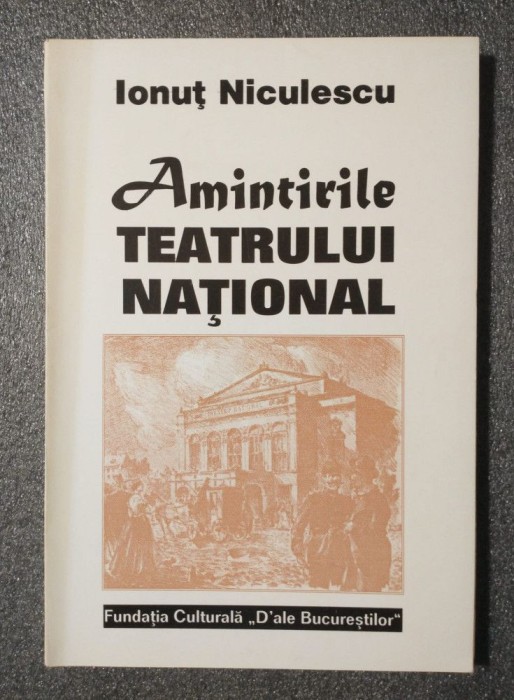 Ionuţ Niculescu
Amintirile
TEATRULUI
NAŢIONAL
Fundaţia Culturală „D'ale Bucureştilor“